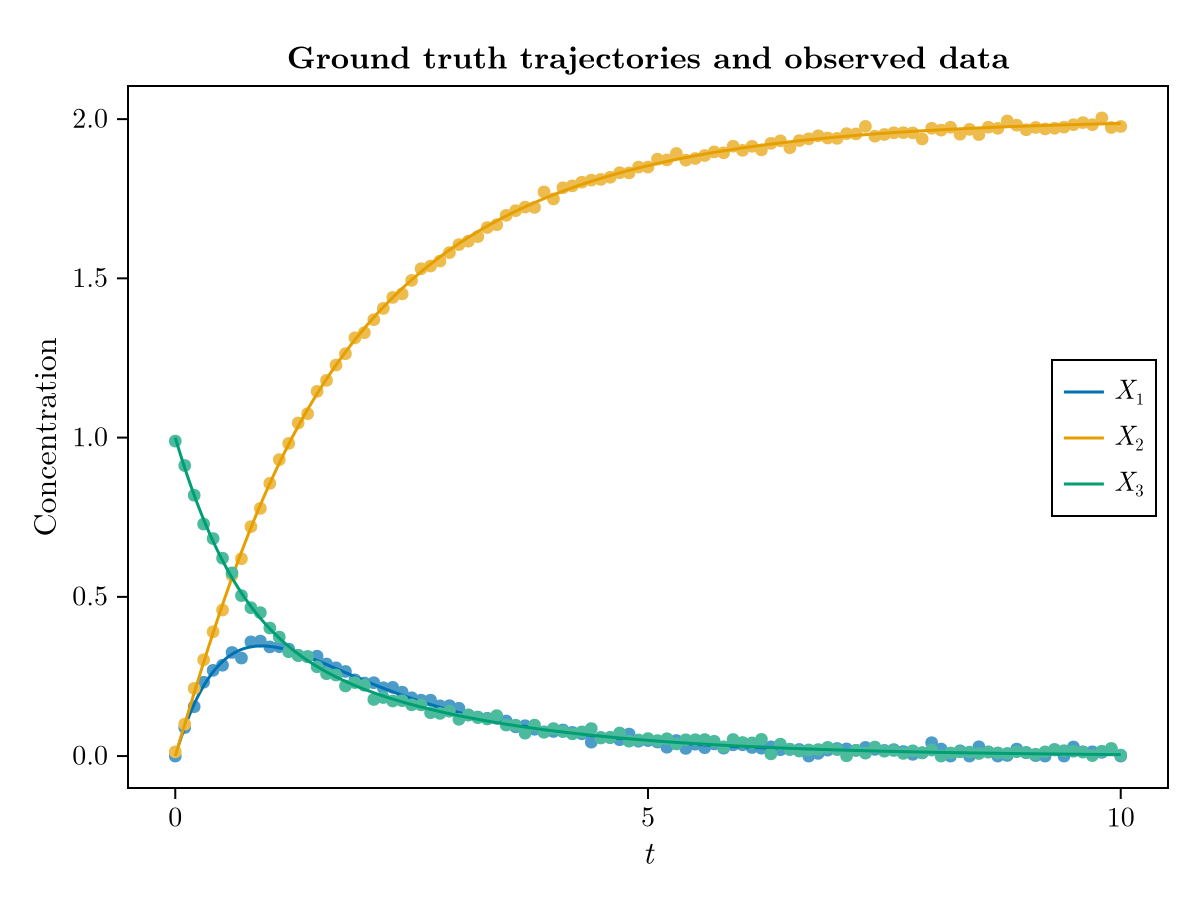 Ground truth trajectories and observed data
Concentration
2.0
1.5
1.0
0.5
0.0
0
5
10
t
X₁
X₂
X₃